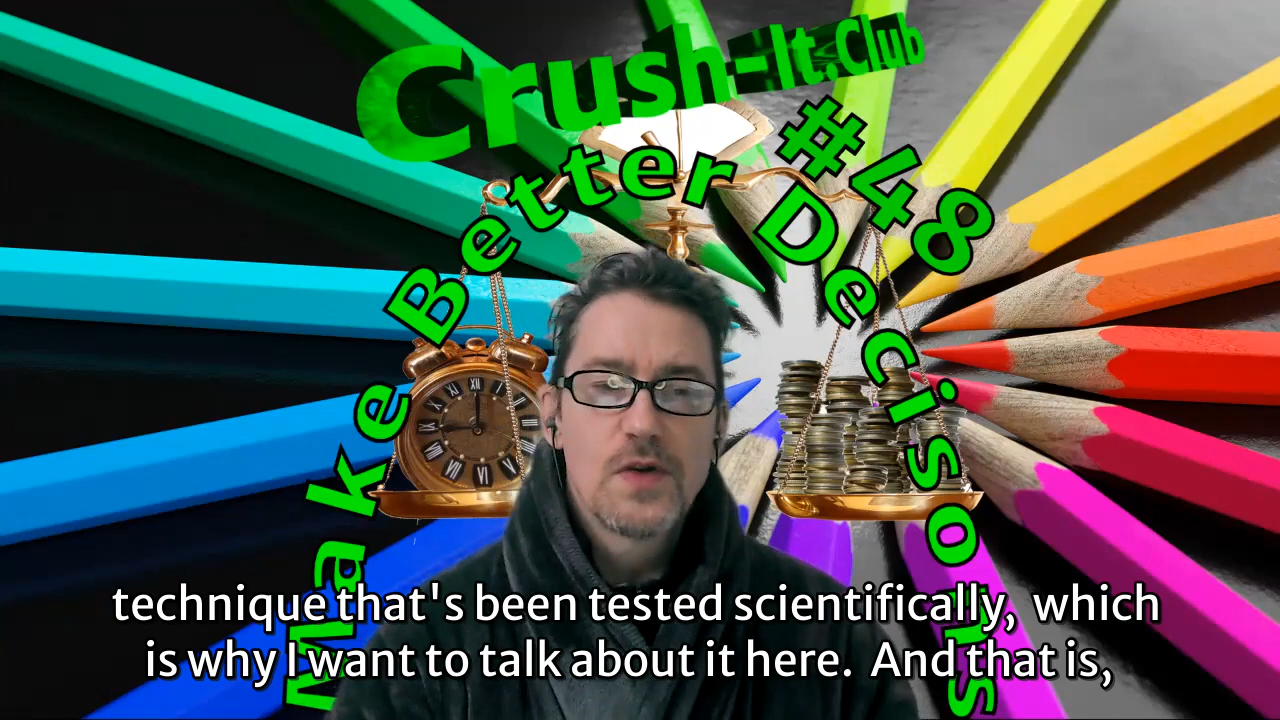 Crush-It.Club
#48
Make Better Decisons
technique that's been tested scientifically, which
is why I want to talk about it here. And that is,